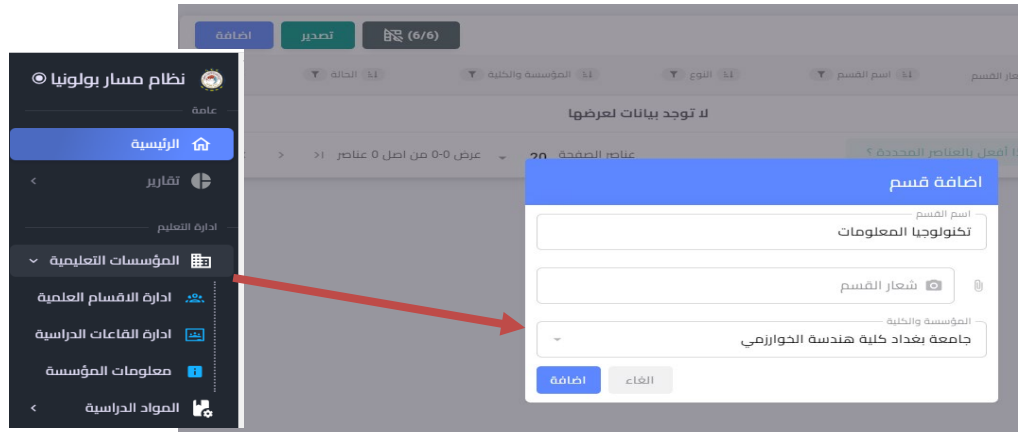 (6/6)
تصدير
اضافة
اسم القسم
النوع
المؤسسة والكلية
الحالة
لا توجد بيانات لعرضها
عناصر الصفحة 20
عرض 0-0 من اصل 0 عناصر
أفعل بالعناصر المحددة ؟
نظام مسار بولونيا
عامة
الرئيسية
تقارير
ادارة التعليم
المؤسسات التعليمية
ادارة الاقسام العلمية
ادارة القاعات الدراسية
معلومات المؤسسة
المواد الدراسية
اضافة قسم
اسم القسم
تكنولوجيا المعلومات
شعار القسم
المؤسسة والكلية
جامعة بغداد كلية هندسة الخوارزمي
الغاء
اضافة